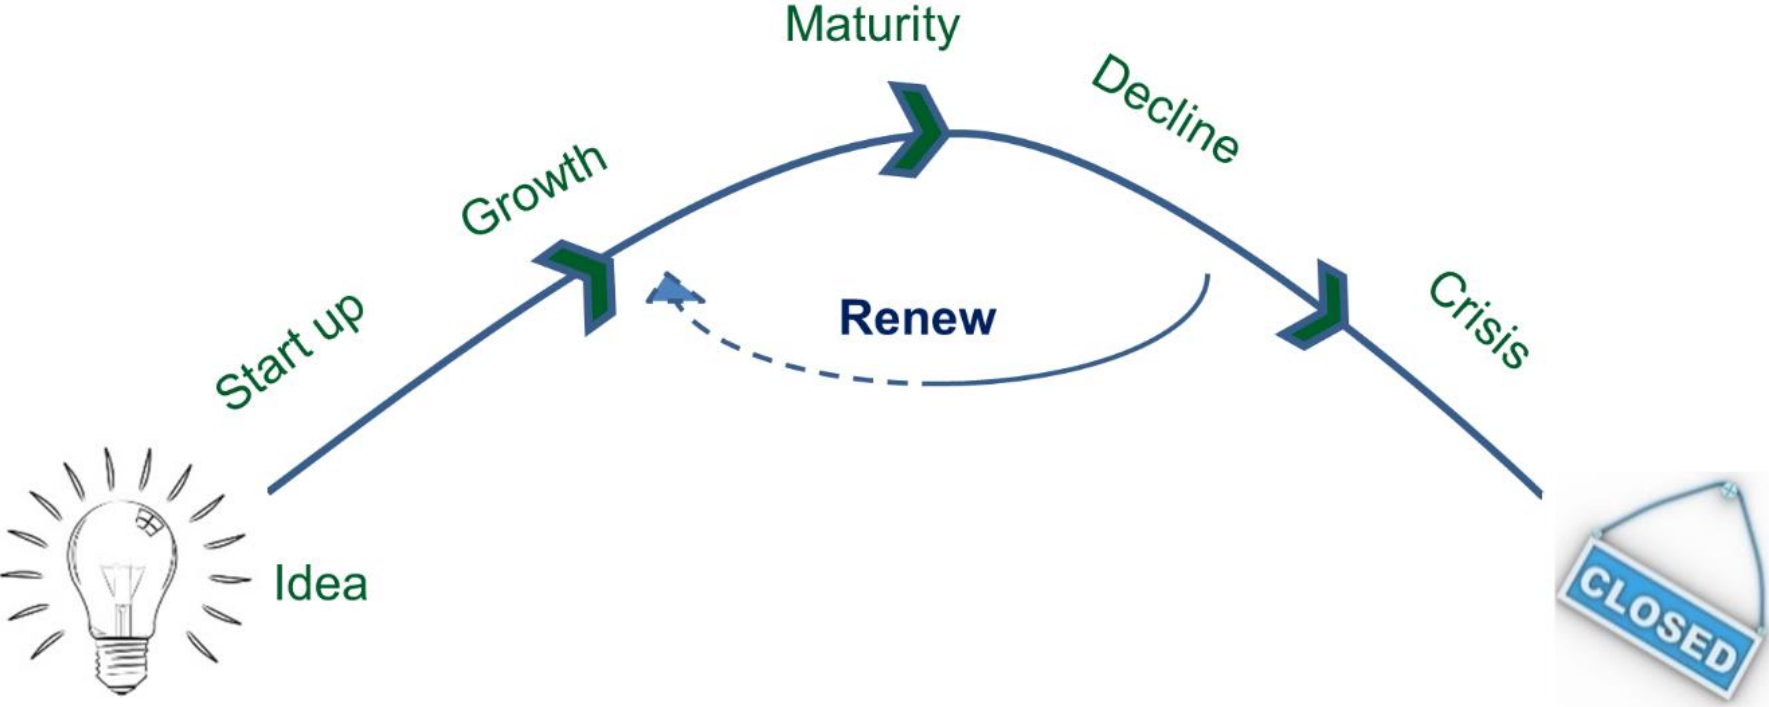 Idea
Start up
Growth
Maturity
Decline
Crisis
Renew
CLOSED